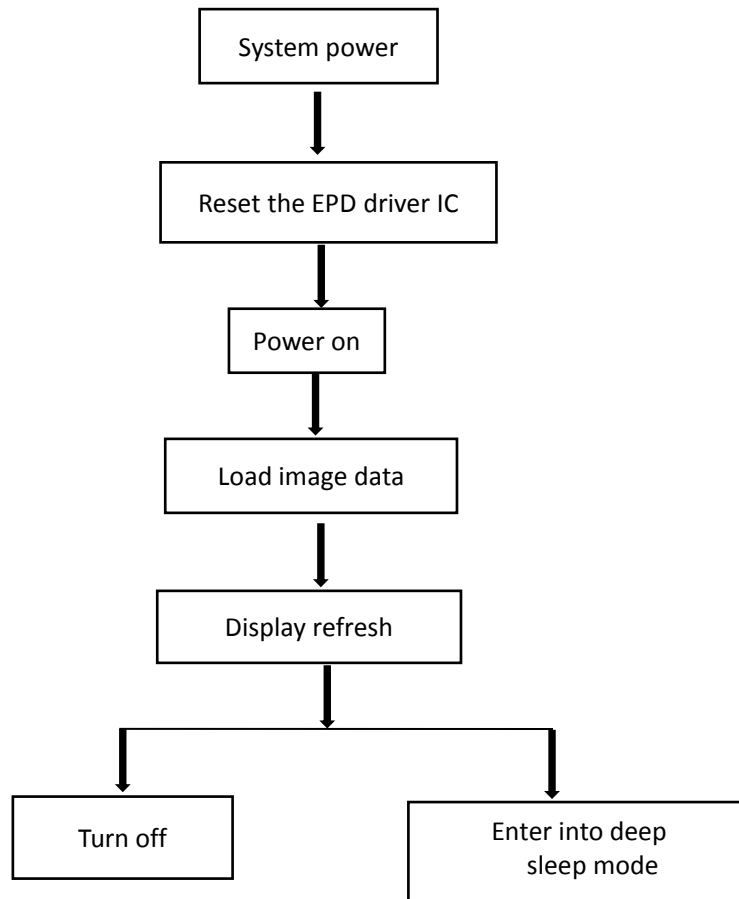 System power
Reset the EPD driver IC
Power on
Load image data
Display refresh
Turn off
Enter into deep
sleep mode